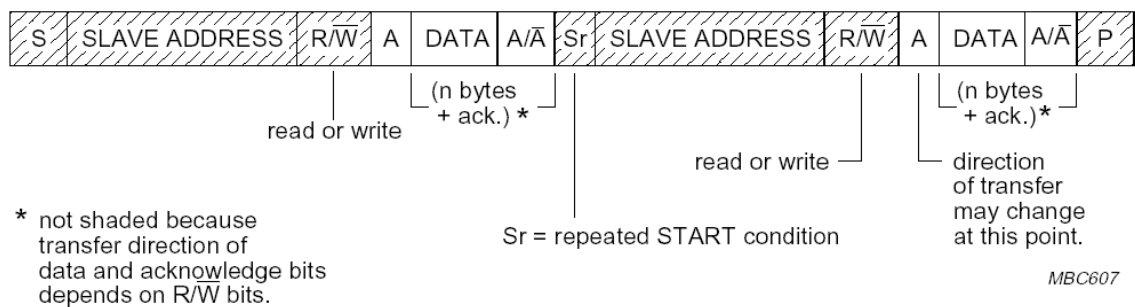 S SLAVE ADDRESS R/W̅ A DATA A/A̅ Sr SLAVE ADDRESS R/W̅ A DATA A/A̅ P
(n bytes
+ ack.) *
read or write
(n bytes
+ ack.) *
read or write
direction
of transfer
may change
at this point.
Sr = repeated START condition
* not shaded because
transfer direction of
data and acknowledge bits
depends on R/W̅ bits.
MBC607